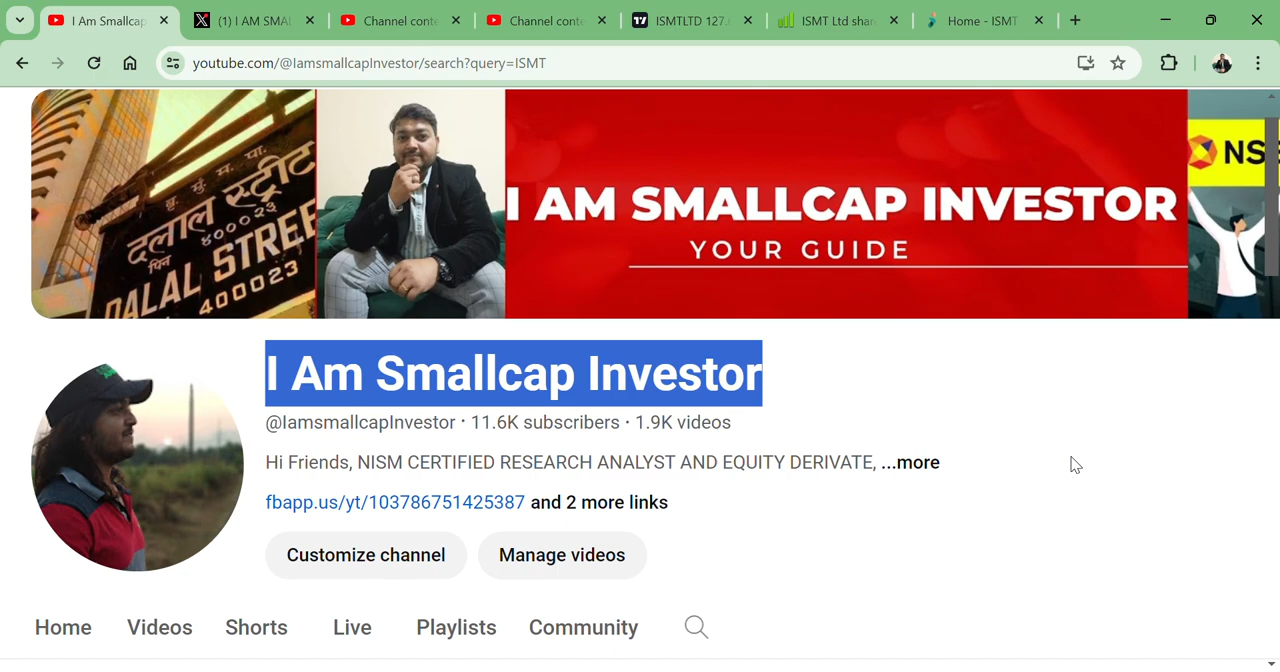 I Am Smallcap
(1) I AM SMAL
Channel conte
Channel conte
ISMTLTD 127.
ISMT Ltd shar
Home - ISMT
youtube.com/@IamsmallcapInvestor/search?query=ISMT
मुं. म. पा.
दलाल स्ट्रीट
पिन ४०००२३
DALAL STREE
400023
I AM SMALLCAP INVESTOR
YOUR GUIDE
NS
I Am Smallcap Investor
@IamsmallcapInvestor · 11.6K subscribers · 1.9K videos
Hi Friends, NISM CERTIFIED RESEARCH ANALYST AND EQUITY DERIVATE, ...more
fbapp.us/yt/103786751425387 and 2 more links
Customize channel Manage videos
Home Videos Shorts Live Playlists Community